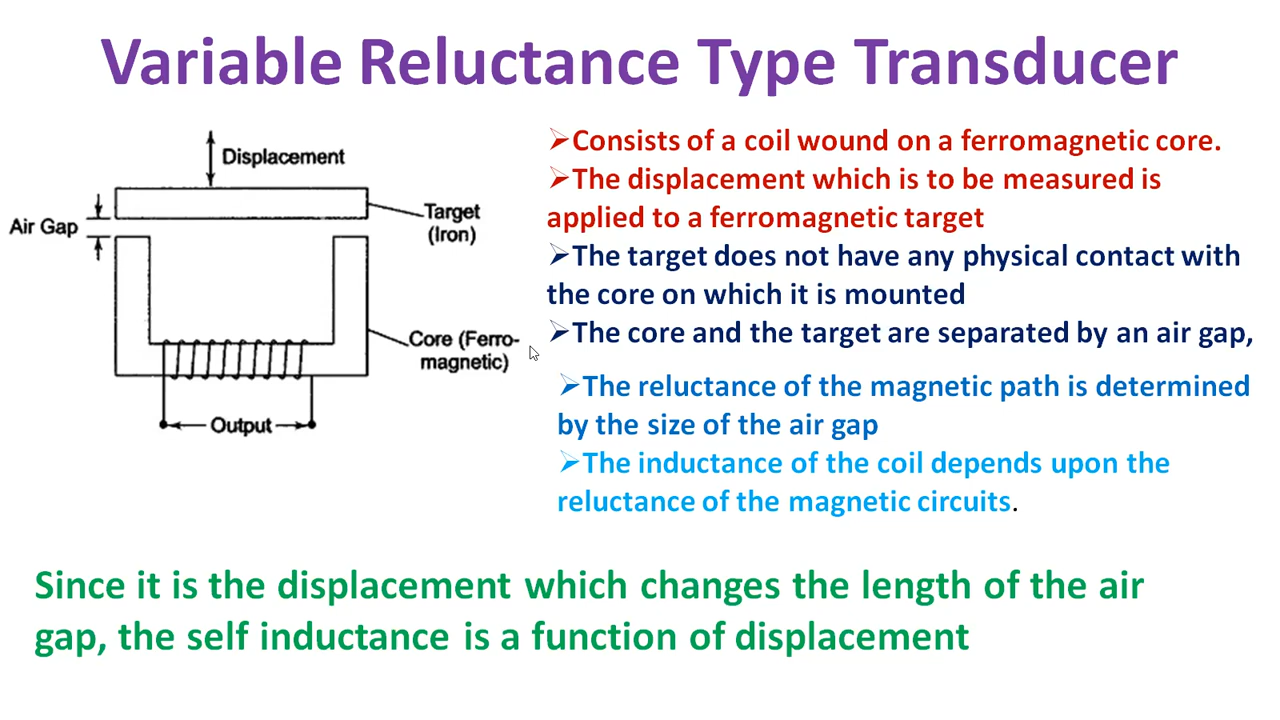 Variable Reluctance Type Transducer
Displacement
Air Gap
Target
(Iron)
Core (Ferro-
magnetic)
Output
➢Consists of a coil wound on a ferromagnetic core.
➢The displacement which is to be measured is
applied to a ferromagnetic target
➢The target does not have any physical contact with
the core on which it is mounted
➢The core and the target are separated by an air gap,
➢The reluctance of the magnetic path is determined
by the size of the air gap
➢The inductance of the coil depends upon the
reluctance of the magnetic circuits.
Since it is the displacement which changes the length of the air
gap, the self inductance is a function of displacement